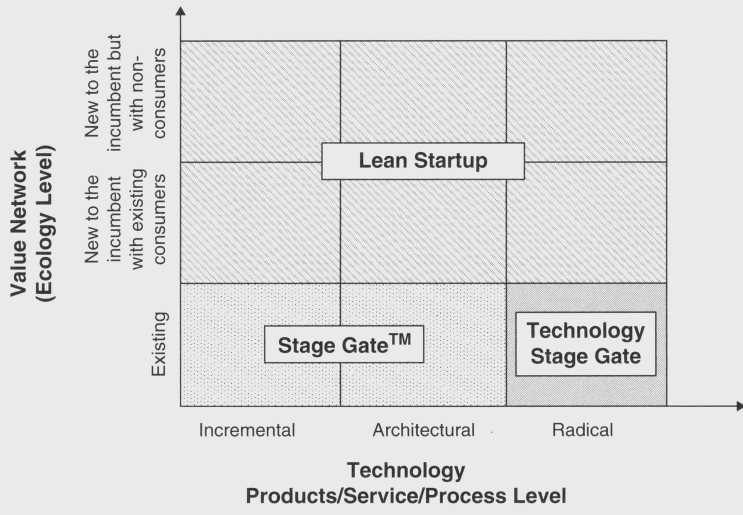 Value Network
(Ecology Level)
New to the
incumbent but
with non-
consumers
New to the
incumbent
with existing
consumers
Existing
Lean Startup
Stage Gate™
Technology
Stage Gate
Incremental
Architectural
Radical
Technology
Products/Service/Process Level